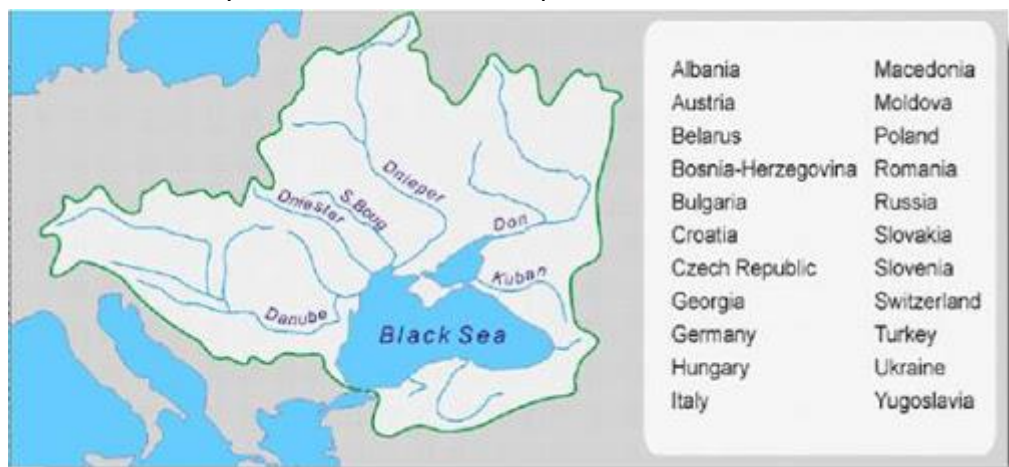 Dnieper
S.Boug
Dniester
Don
Kuban
Danube
Black Sea
Albania
Austria
Belarus
Bosnia-Herzegovina
Bulgaria
Croatia
Czech Republic
Georgia
Germany
Hungary
Italy
Macedonia
Moldova
Poland
Romania
Russia
Slovakia
Slovenia
Switzerland
Turkey
Ukraine
Yugoslavia